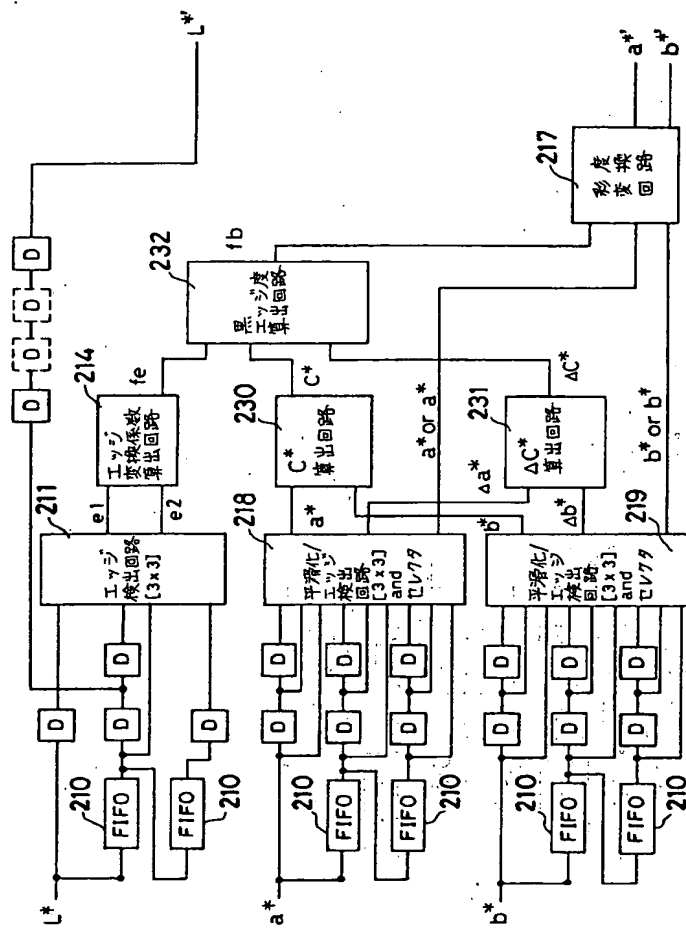 L*
210
FIFO
FIFO
210
D
D
D
D
211
エッジ
検出回路
[3×3]
e1
e2
214
エッジ
変換係数
算出回路
fe
D
D
D
D
L*'
a*
210
FIFO
FIFO
210
D
D
D
D
D
D
218
平滑化/
エッジ
検出
回路
[3×3]
and
セレクタ
a*
Δa*
a* or a*
230
C*
算出回路
C*
232
黒
エッジ度
算出回路
fb
b*
210
FIFO
FIFO
210
D
D
D
D
D
D
219
平滑化/
エッジ
検出
回路
[3×3]
and
セレクタ
b*
Δb*
b* or b*
231
ΔC*
算出回路
ΔC*
217
彩度
変換
回路
a*'
b*'